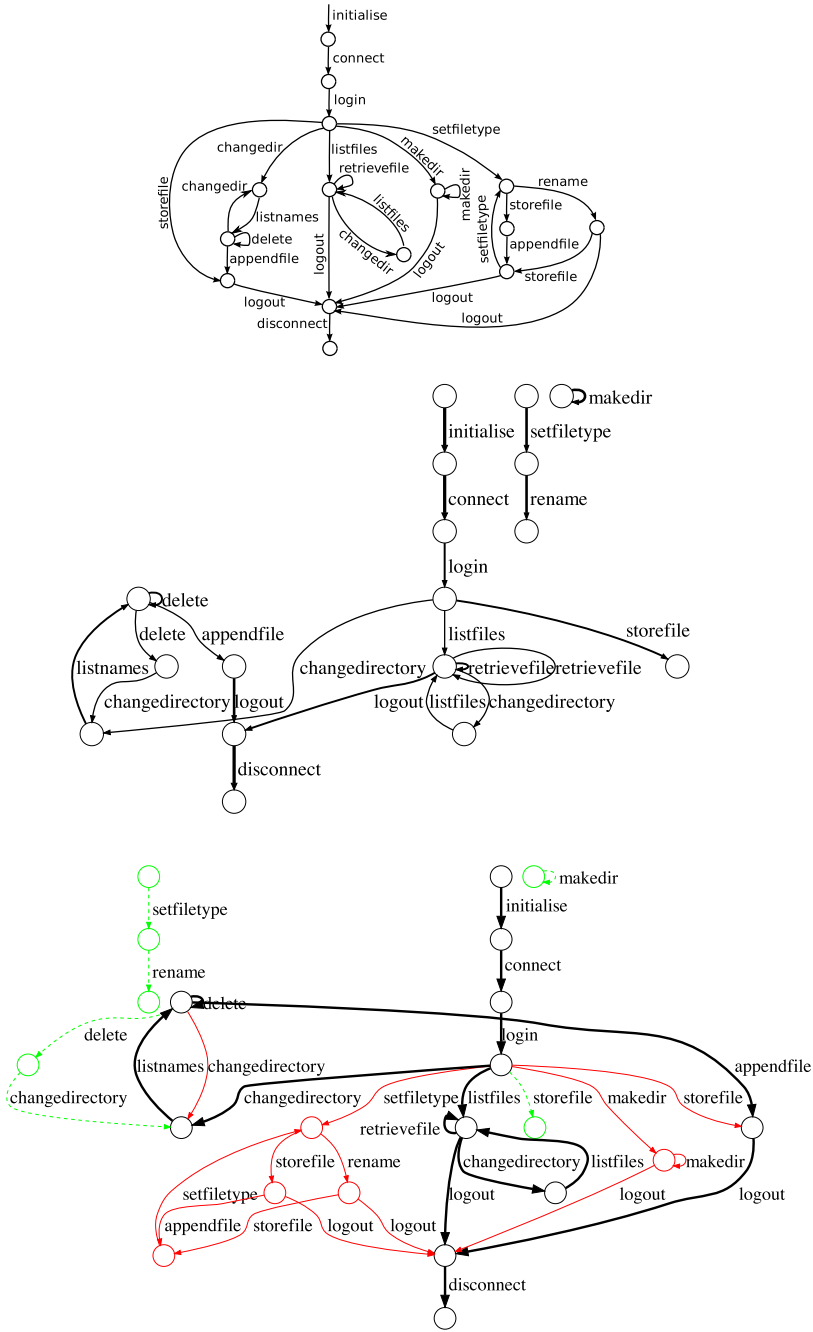 initialise
connect
login
setfiletype
changedir
listfiles
makedir
retrievefile
rename
changedir
storefile
listfiles
makedir
storefile
listnames
setfiletype
delete
appendfile
changedir
logout
logout
appendfile
storefile
logout
logout
logout
disconnect
makedir
initialise
setfiletype
connect
rename
login
delete
delete
appendfile
listfiles
storefile
listnames
changedirectory
retrievefile
retrievefile
changedirectory
logout
logout
listfiles
changedirectory
disconnect
makedir
initialise
setfiletype
connect
rename
delete
delete
login
listnames
changedirectory
appendfile
changedirectory
changedirectory
setfiletype
listfiles
storefile
makedir
storefile
retrievefile
storefile
rename
changedirectory
listfiles
makedir
setfiletype
logout
logout
logout
appendfile
storefile
logout
logout
disconnect